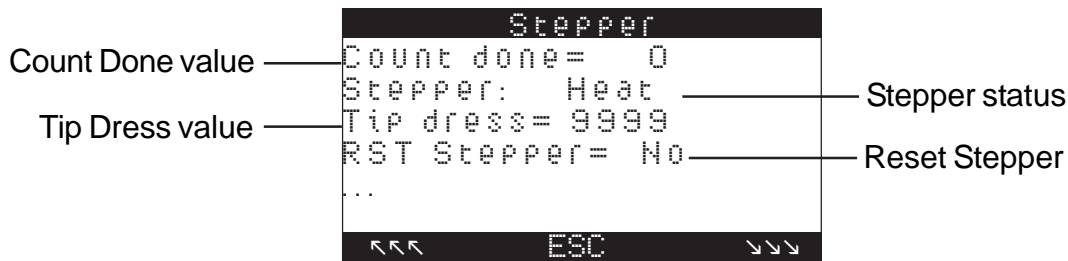 Stepper
Count Done value
Count done= 0
Stepper: Heat
Stepper status
Tip Dress value
Tip dress= 9999
RST Stepper= No
Reset Stepper
...
↖↖↖ ESC ↘↘↘